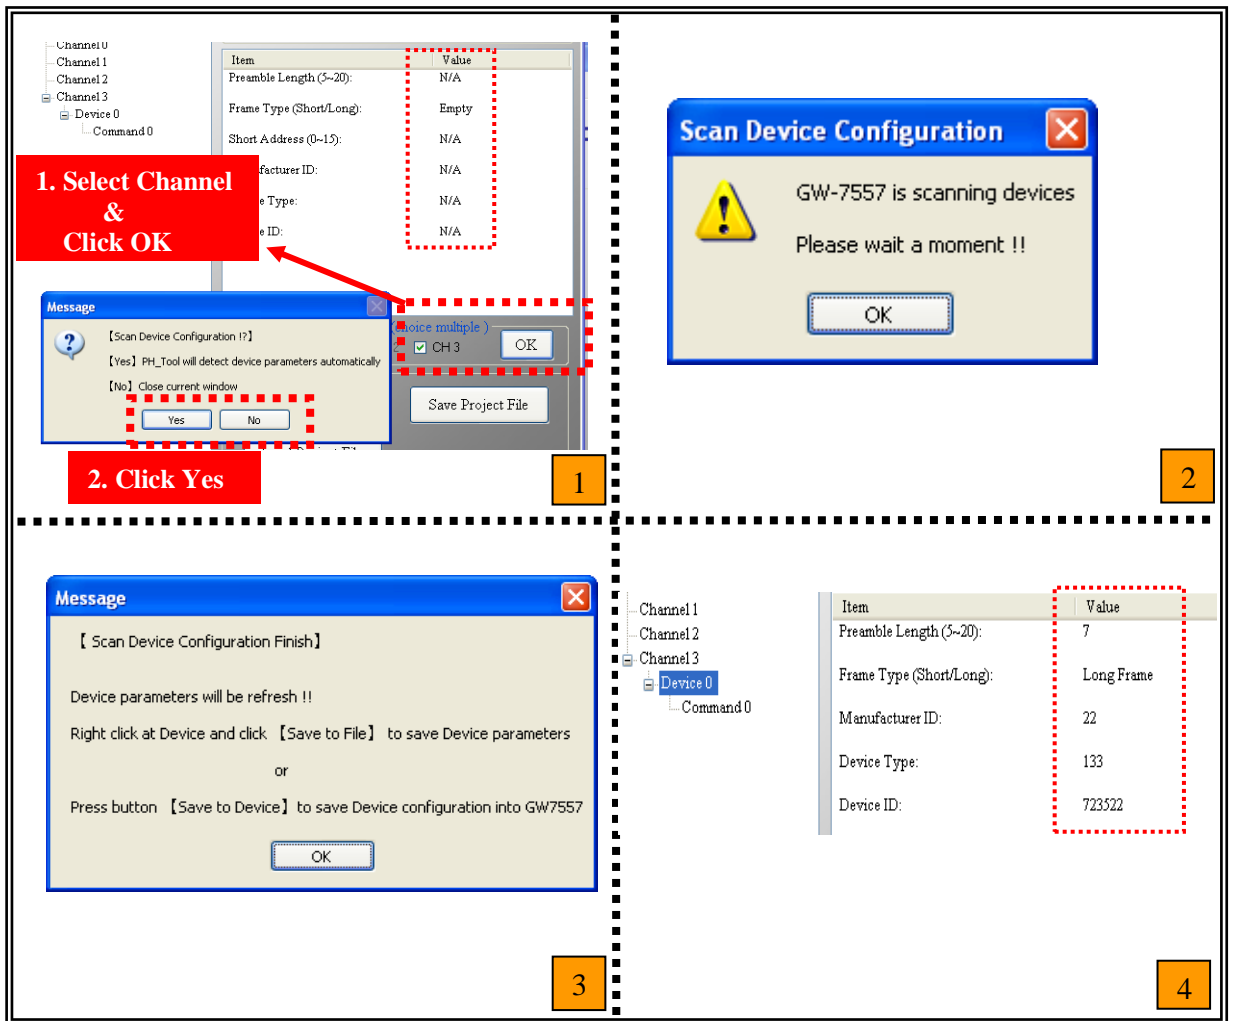 Channel 0
Channel 1
Channel 2
Channel 3
Device 0
Command 0
Item Value
Preamble Length (5~20): N/A
Frame Type (Short/Long): Empty
Short Address (0~15): N/A
facturer ID: N/A
Type: N/A
ID: N/A
1. Select Channel
&
Click OK
Message
【Scan Device Configuration !?】
【Yes】 PH_Tool will detect device parameters automatically
【No】 Close current window
Yes No
choice multiple )
CH 3 OK
Save Project File
2. Click Yes
1
Scan Device Configuration
GW-7557 is scanning devices
Please wait a moment !!
OK
2
Message
【 Scan Device Configuration Finish】
Device parameters will be refresh !!
Right click at Device and click 【Save to File】 to save Device parameters
or
Press button 【Save to Device】 to save Device configuration into GW7557
OK
3
Channel 1
Channel 2
Channel 3
Device 0
Command 0
Item Value
Preamble Length (5~20): 7
Frame Type (Short/Long): Long Frame
Manufacturer ID: 22
Device Type: 133
Device ID: 723522
4